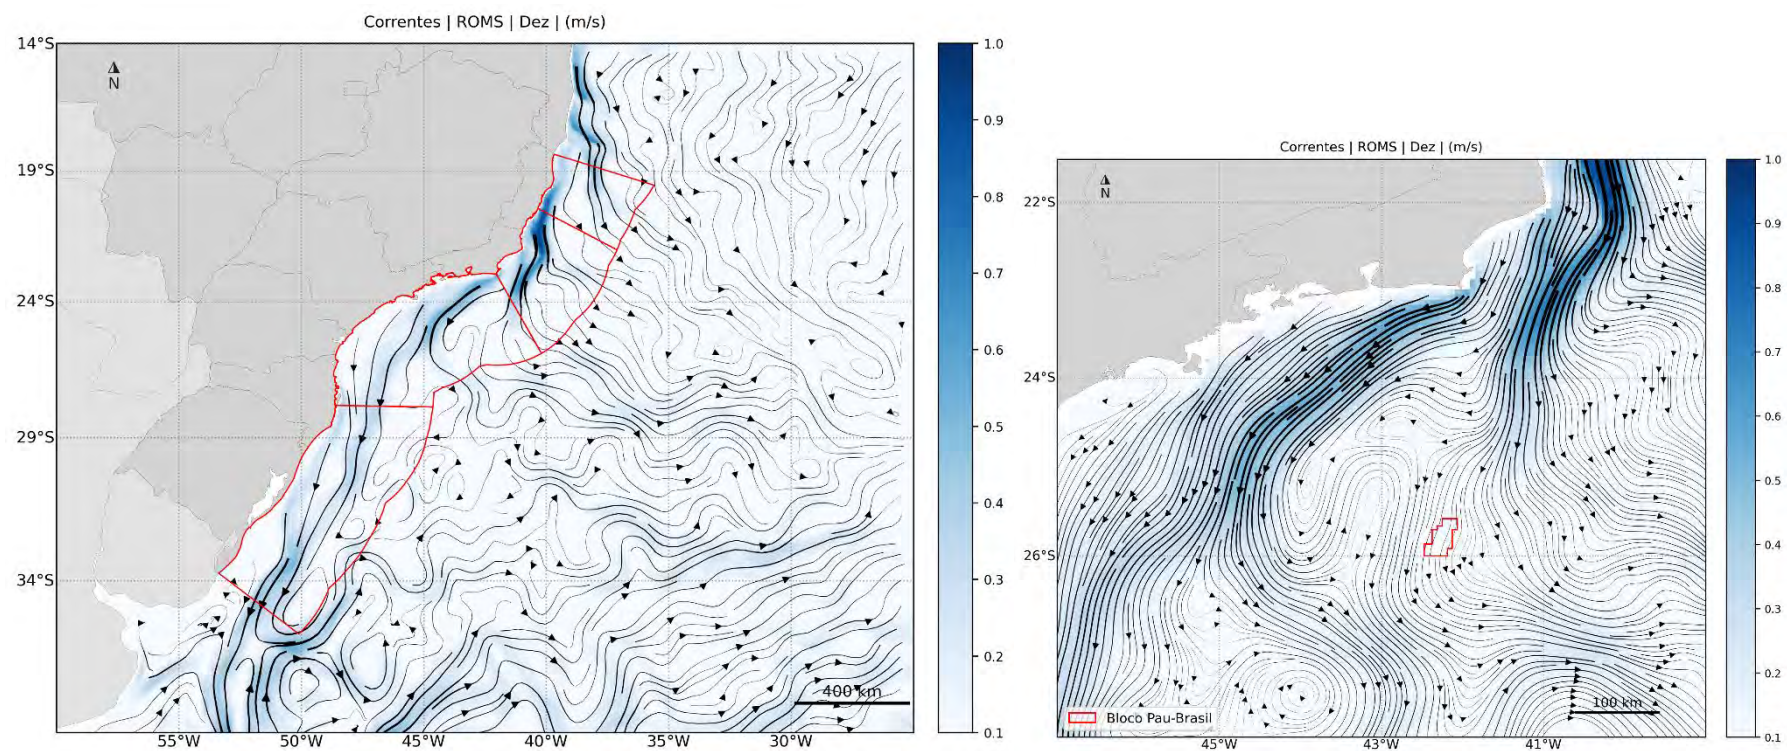 Correntes | ROMS | Dez | (m/s)
14°S
19°S
24°S
29°S
34°S
N
400 km
55°W
50°W
45°W
40°W
35°W
30°W
1.0
0.9
0.8
0.7
0.6
0.5
0.4
0.3
0.2
0.1
Correntes | ROMS | Dez | (m/s)
22°S
24°S
26°S
N
Bloco Pau-Brasil
100 km
45°W
43°W
41°W
1.0
0.9
0.8
0.7
0.6
0.5
0.4
0.3
0.2
0.1